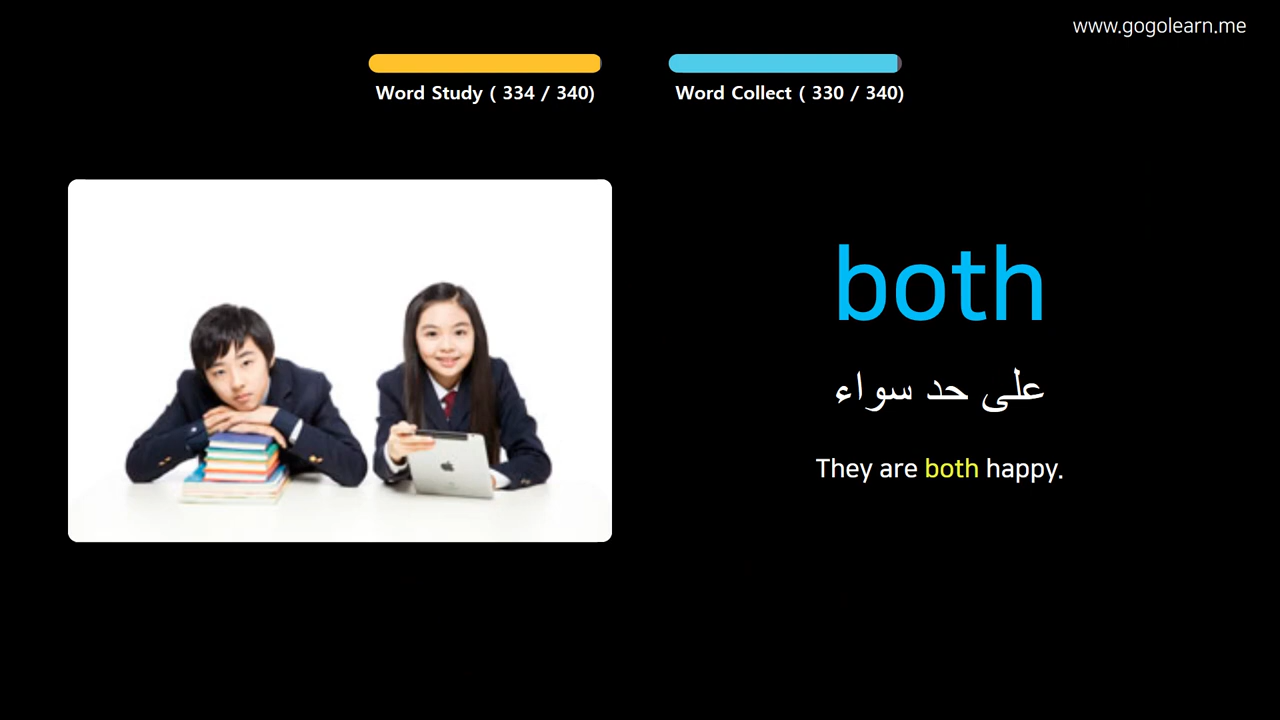 www.gogolearn.me
Word Study ( 334 / 340)
Word Collect ( 330 / 340)
both
على حد سواء
They are both happy.